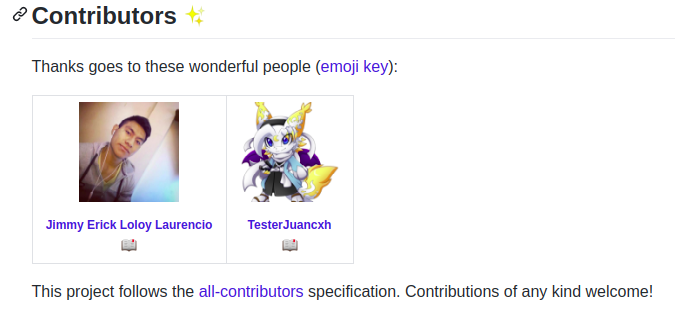 Contributors ✨
Thanks goes to these wonderful people (emoji key):
Jimmy Erick Loloy Laurencio
TesterJuancxh
📖 📖
This project follows the all-contributors specification. Contributions of any kind welcome!